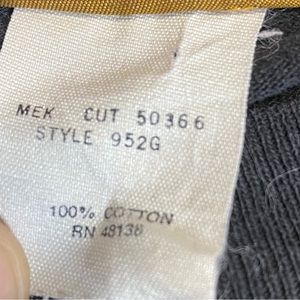 MEK CUT 50366
STYLE 952G
100% COTTON
RN 48138